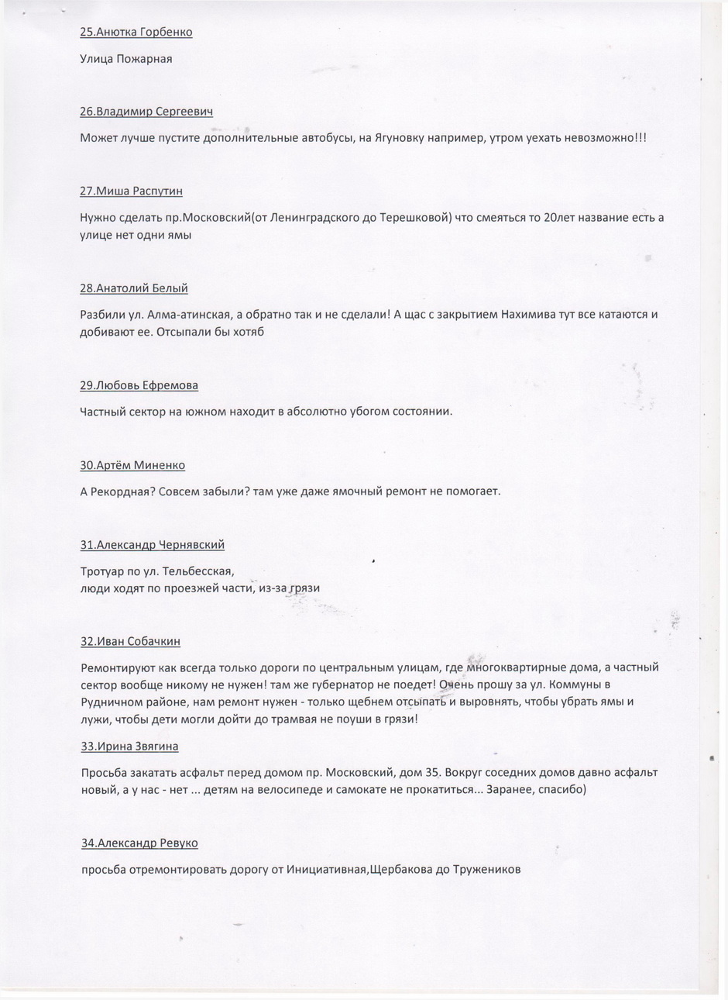 25.Анютка Горбенко
Улица Пожарная
26.Владимир Сергеевич
Может лучше пустите дополнительные автобусы, на Ягуновку например, утром уехать невозможно!!!
27.Миша Распутин
Нужно сделать пр.Московский(от Ленинградского до Терешковой) что смеяться то 20лет название есть а
улице нет одни ямы
28.Анатолий Белый
Разбили ул. Алма-атинская, а обратно так и не сделали! А щас с закрытием Нахимива тут все катаются и
добивают ее. Отсыпали бы хотяб
29.Любовь Ефремова
Частный сектор на южном находит в абсолютно убогом состоянии.
30.Артём Миненко
А Рекордная? Совсем забыли? там уже даже ямочный ремонт не помогает.
31.Александр Чернявский
Тротуар по ул. Тельбесская,
люди ходят по проезжей части, из-за грязи
32.Иван Собачкин
Ремонтируют как всегда только дороги по центральным улицам, где многоквартирные дома, а частный
сектор вообще никому не нужен! там же губернатор не поедет! Очень прошу за ул. Коммуны в
Рудничном районе, нам ремонт нужен - только щебнем отсыпать и выровнять, чтобы убрать ямы и
лужи, чтобы дети могли дойти до трамвая не поуши в грязи!
33.Ирина Звягина
Просьба закатать асфальт перед домом пр. Московский, дом 35. Вокруг соседних домов давно асфальт
новый, а у нас - нет ... детям на велосипеде и самокате не прокатиться... Заранее, спасибо)
34.Александр Ревуко
просьба отремонтировать дорогу от Инициативная,Щербакова до Тружеников